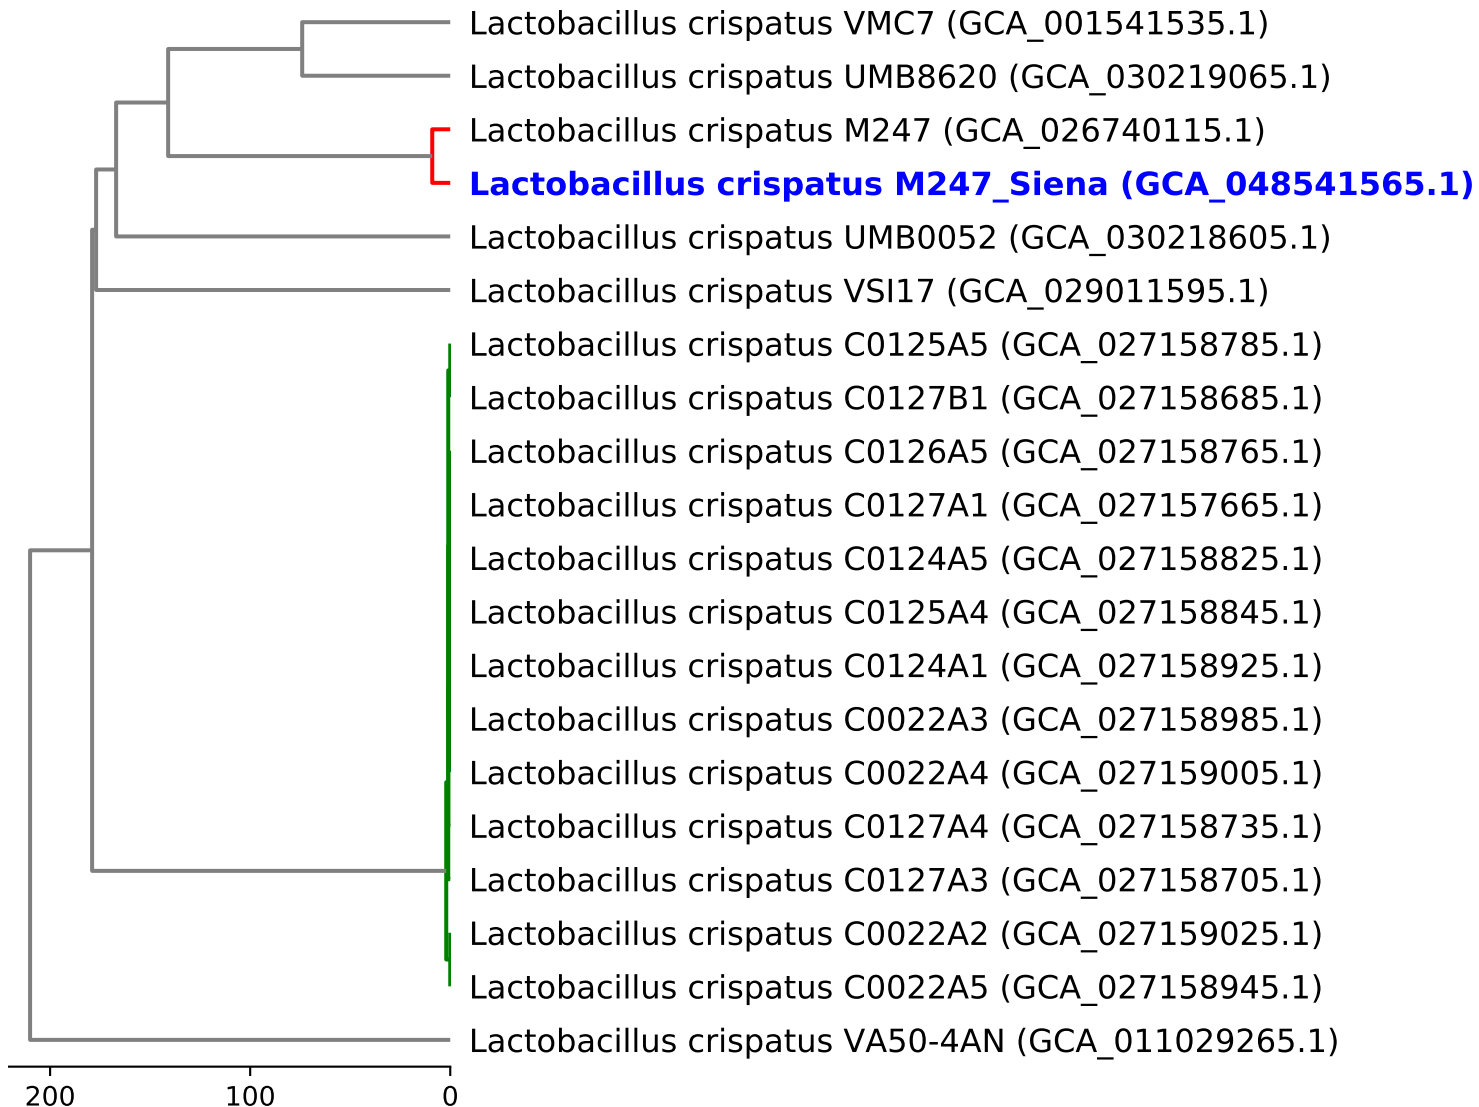 Lactobacillus crispatus VMC7 (GCA_001541535.1)
Lactobacillus crispatus UMB8620 (GCA_030219065.1)
Lactobacillus crispatus M247 (GCA_026740115.1)
Lactobacillus crispatus M247_Siena (GCA_048541565.1)
Lactobacillus crispatus UMB0052 (GCA_030218605.1)
Lactobacillus crispatus VSI17 (GCA_029011595.1)
Lactobacillus crispatus C0125A5 (GCA_027158785.1)
Lactobacillus crispatus C0127B1 (GCA_027158685.1)
Lactobacillus crispatus C0126A5 (GCA_027158765.1)
Lactobacillus crispatus C0127A1 (GCA_027157665.1)
Lactobacillus crispatus C0124A5 (GCA_027158825.1)
Lactobacillus crispatus C0125A4 (GCA_027158845.1)
Lactobacillus crispatus C0124A1 (GCA_027158925.1)
Lactobacillus crispatus C0022A3 (GCA_027158985.1)
Lactobacillus crispatus C0022A4 (GCA_027159005.1)
Lactobacillus crispatus C0127A4 (GCA_027158735.1)
Lactobacillus crispatus C0127A3 (GCA_027158705.1)
Lactobacillus crispatus C0022A2 (GCA_027159025.1)
Lactobacillus crispatus C0022A5 (GCA_027158945.1)
Lactobacillus crispatus VA50-4AN (GCA_011029265.1)
200 100 0